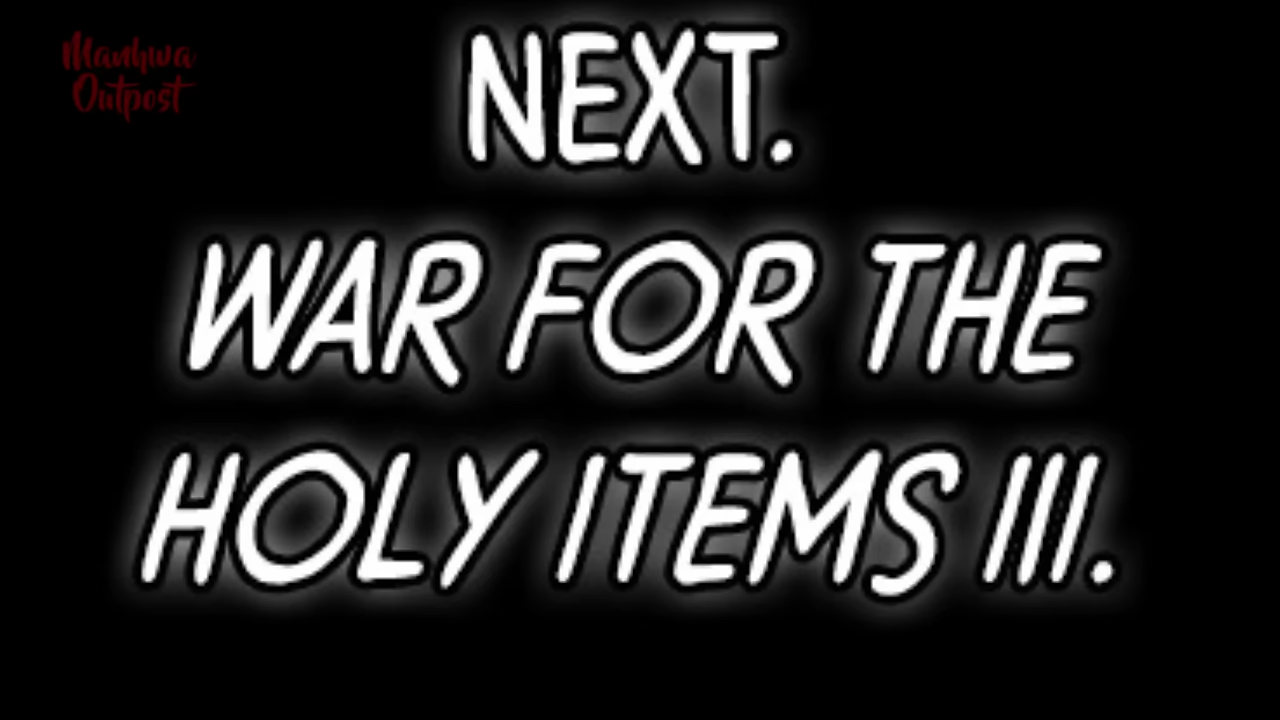 Manhwa
Outpost
NEXT.
WAR FOR THE
HOLY ITEMS III.